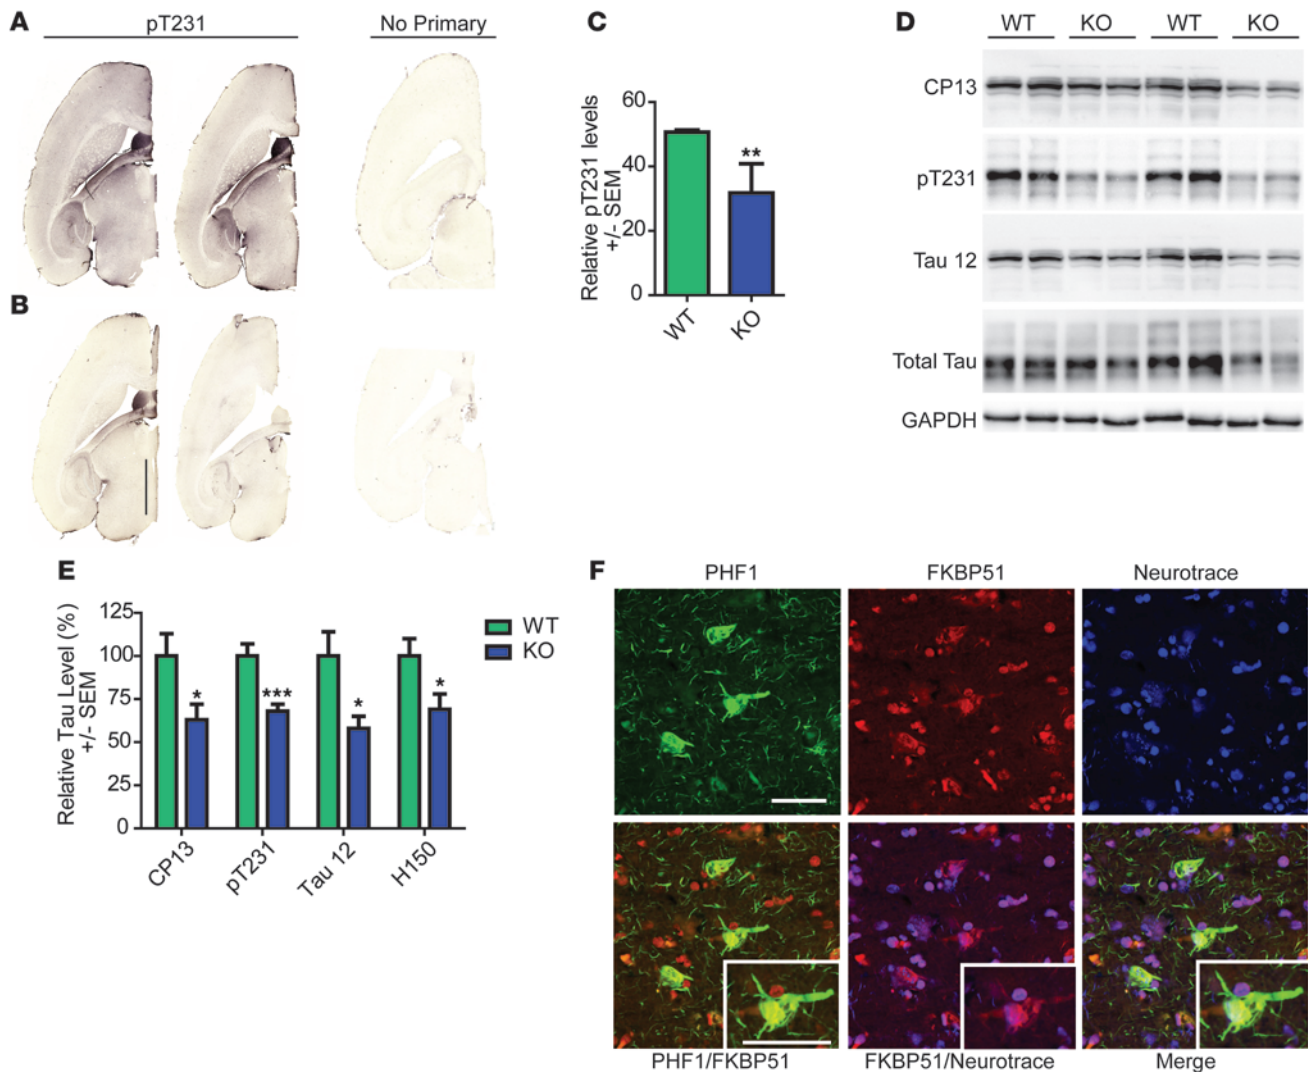 A
pT231
No Primary
B
C
Relative pT231 levels
+/- SEM
60
40
20
0
**
WT
KO
D
WT
KO
WT
KO
CP13
pT231
Tau 12
Total Tau
GAPDH
E
Relative Tau Level (%)
+/- SEM
125
100
75
50
25
0
*
***
*
*
WT
KO
CP13
pT231
Tau 12
H150
F
PHF1
FKBP51
Neurotrace
PHF1/FKBP51
FKBP51/Neurotrace
Merge